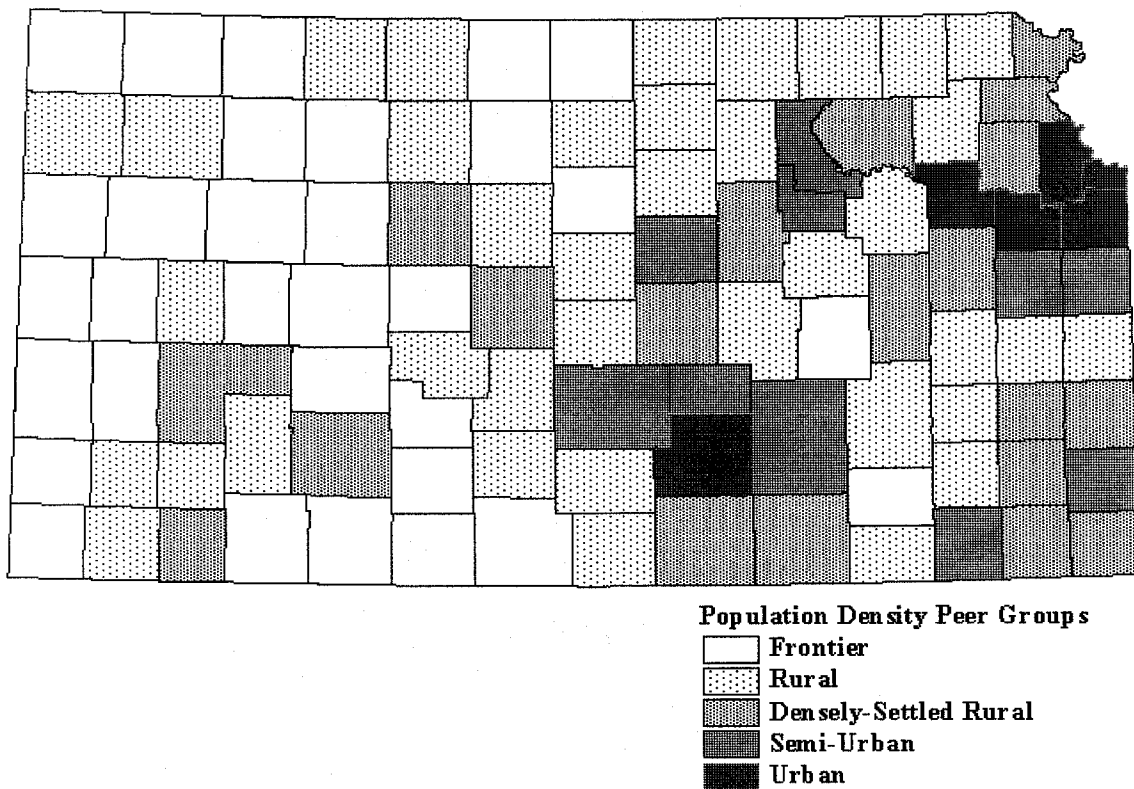 Population Density Peer Groups
Frontier
Rural
Densely-Settled Rural
Semi-Urban
Urban